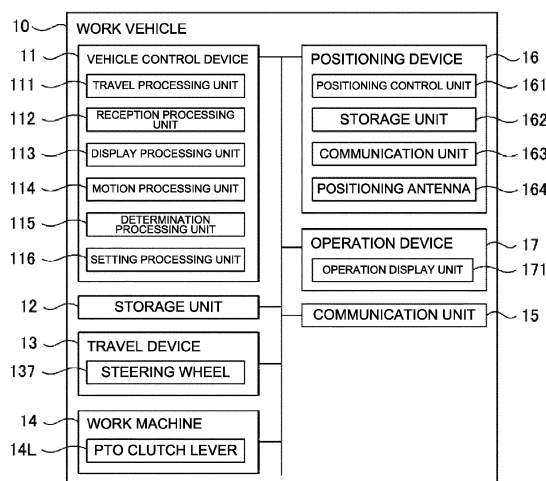 10
WORK VEHICLE
11
VEHICLE CONTROL DEVICE
111
TRAVEL PROCESSING UNIT
112
RECEPTION PROCESSING
UNIT
113
DISPLAY PROCESSING UNIT
114
MOTION PROCESSING UNIT
115
DETERMINATION
PROCESSING UNIT
116
SETTING PROCESSING UNIT
12
STORAGE UNIT
13
TRAVEL DEVICE
137
STEERING WHEEL
14
WORK MACHINE
14L
PTO CLUTCH LEVER
POSITIONING DEVICE
16
POSITIONING CONTROL UNIT
161
STORAGE UNIT
162
COMMUNICATION UNIT
163
POSITIONING ANTENNA
164
OPERATION DEVICE
17
OPERATION DISPLAY UNIT
171
COMMUNICATION UNIT
15